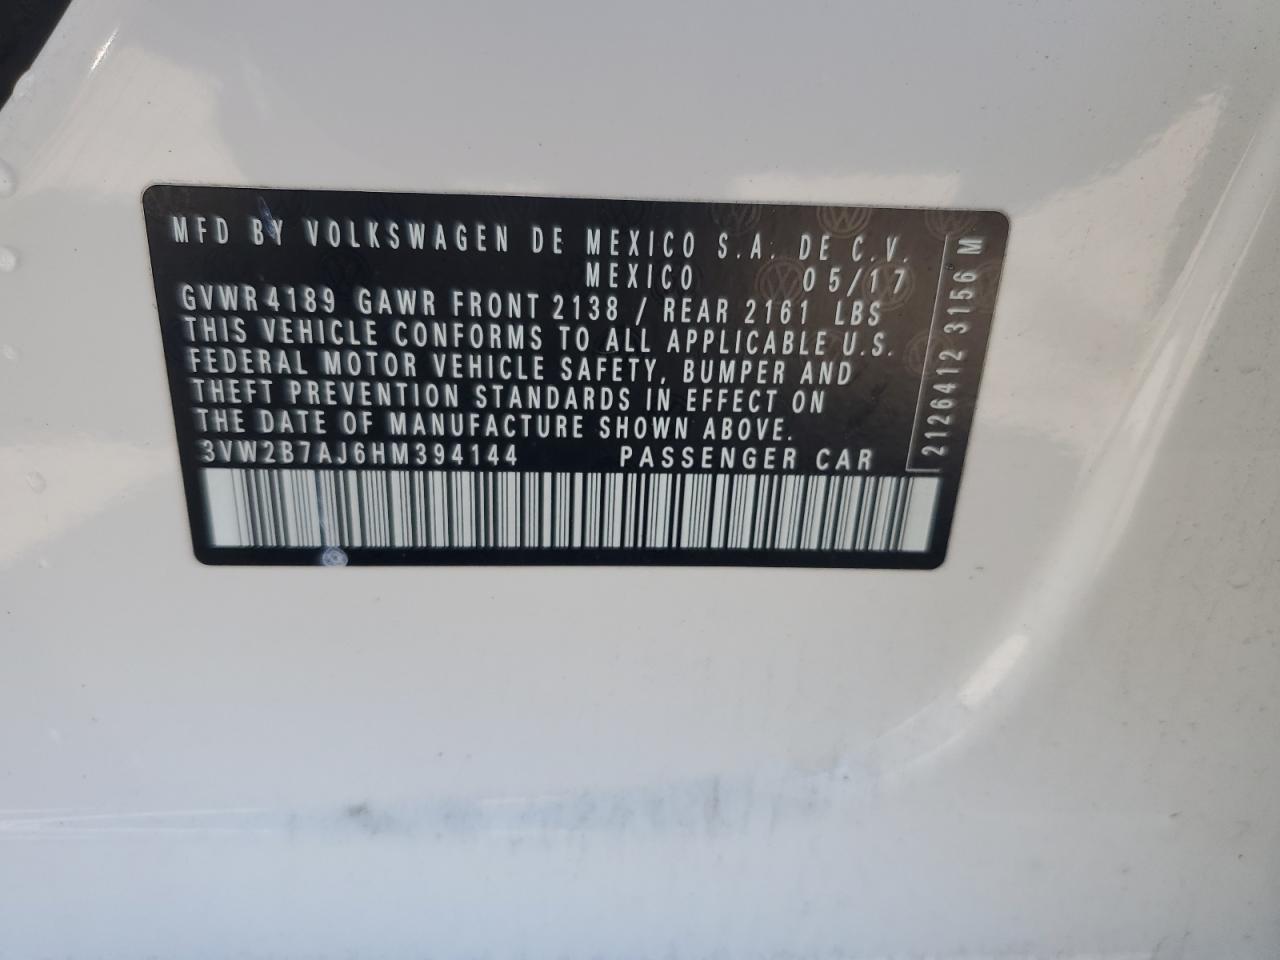 MFD BY VOLKSWAGEN DE MEXICO S.A. DE C.V.
MEXICO 05/17
GVWR 4189 GAWR FRONT 2138 / REAR 2161 LBS
THIS VEHICLE CONFORMS TO ALL APPLICABLE U.S.
FEDERAL MOTOR VEHICLE SAFETY, BUMPER AND
THEFT PREVENTION STANDARDS IN EFFECT ON
THE DATE OF MANUFACTURE SHOWN ABOVE.
3VW2B7AJ6HM394144 PASSENGER CAR
2126412 3156 M